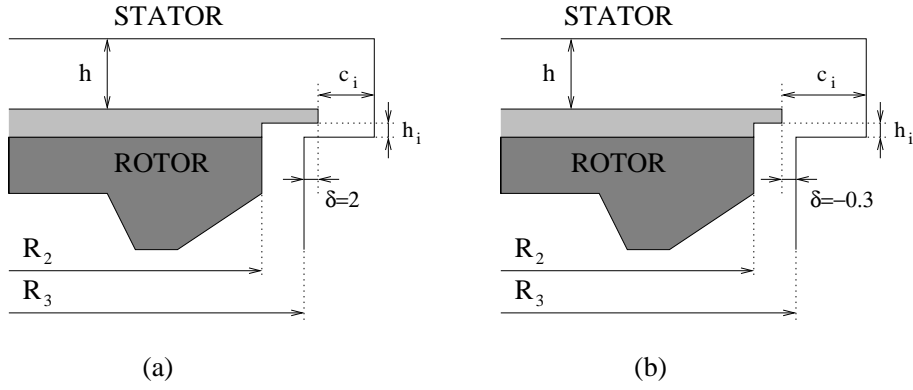 STATOR
h
c i
h i
ROTOR
δ=2
R 2
R 3
(a)
STATOR
h
c i
h i
ROTOR
δ=−0.3
R 2
R 3
(b)